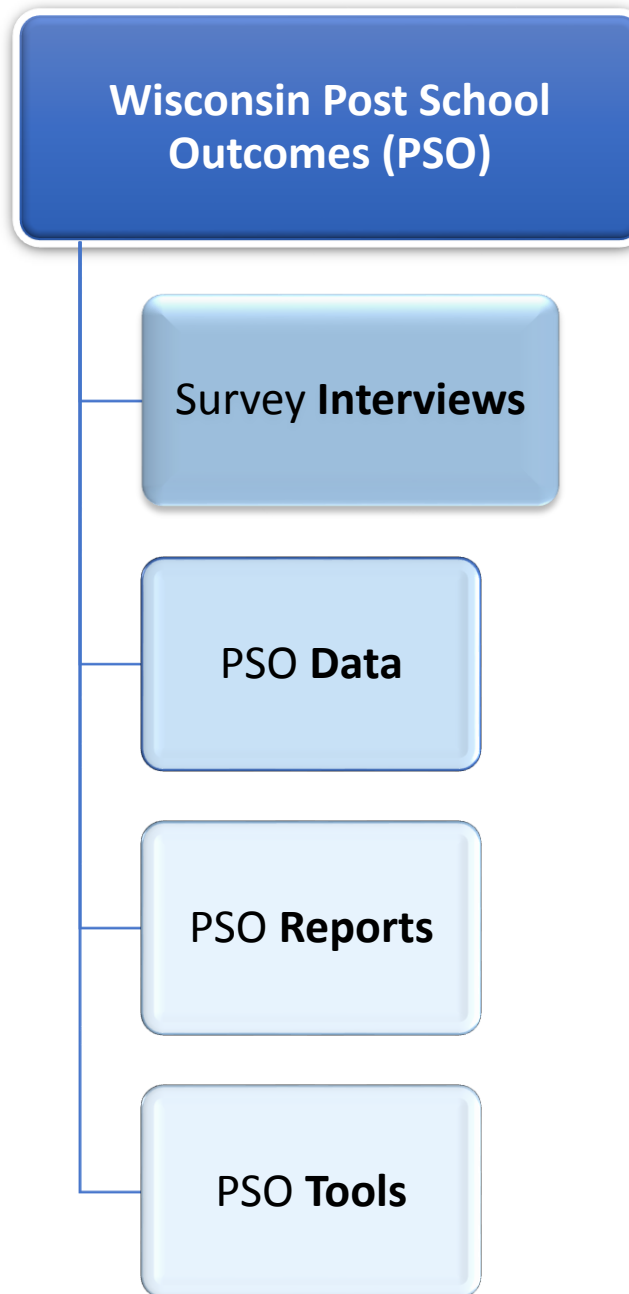 Wisconsin Post School
Outcomes (PSO)
Survey Interviews
PSO Data
PSO Reports
PSO Tools